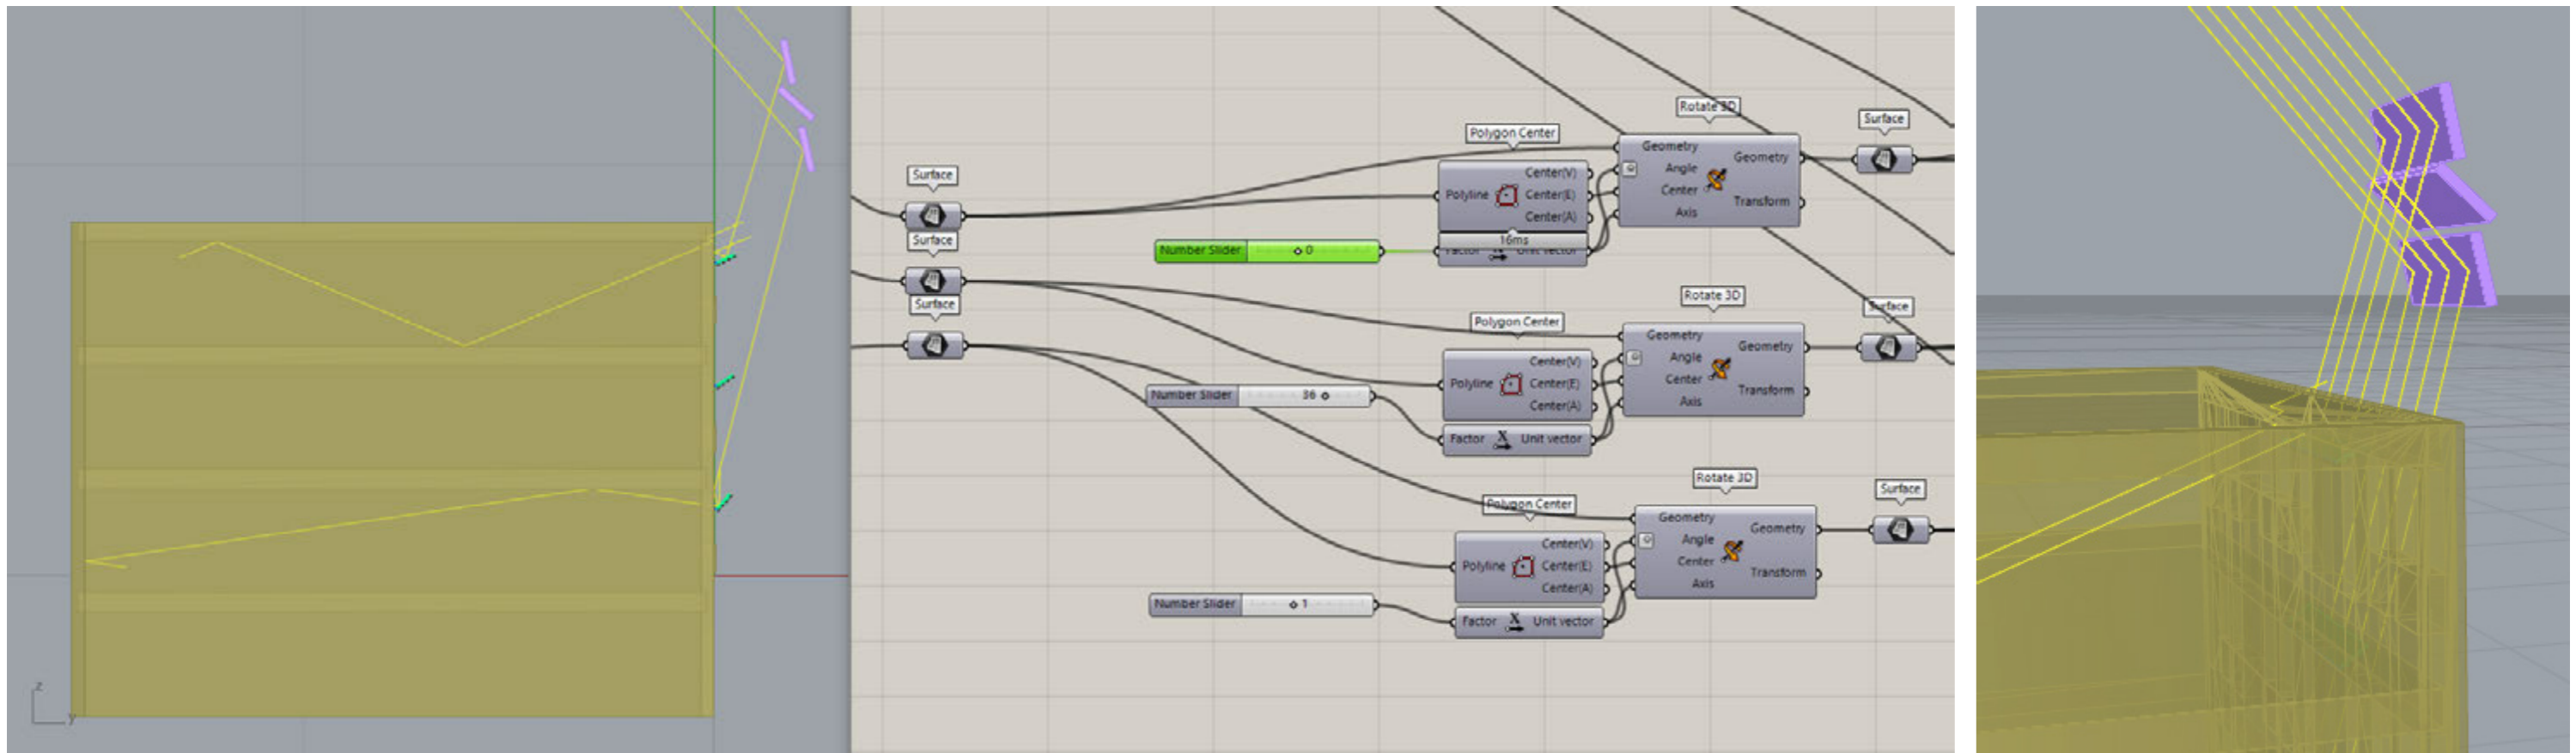 Rotate 3D
Polygon Center
Surface
Geometry
Geometry
Center(V)
Angle
Surface
Polyline
Center(E)
Center
Transform
Center(A)
Axis
Surface
16ms
Number Slider
0
Factor
Unit vector
Rotate 3D
Surface
Surface
Polygon Center
Geometry
Geometry
Center(V)
Angle
Polyline
Center(E)
Center
Transform
Number Slider
36
Center(A)
Axis
Factor
X
Unit vector
Rotate 3D
Surface
Polygon Center
Geometry
Geometry
Center(V)
Angle
Polyline
Center(E)
Center
Transform
Center(A)
Axis
Number Slider
1
Factor
X
Unit vector
z
y